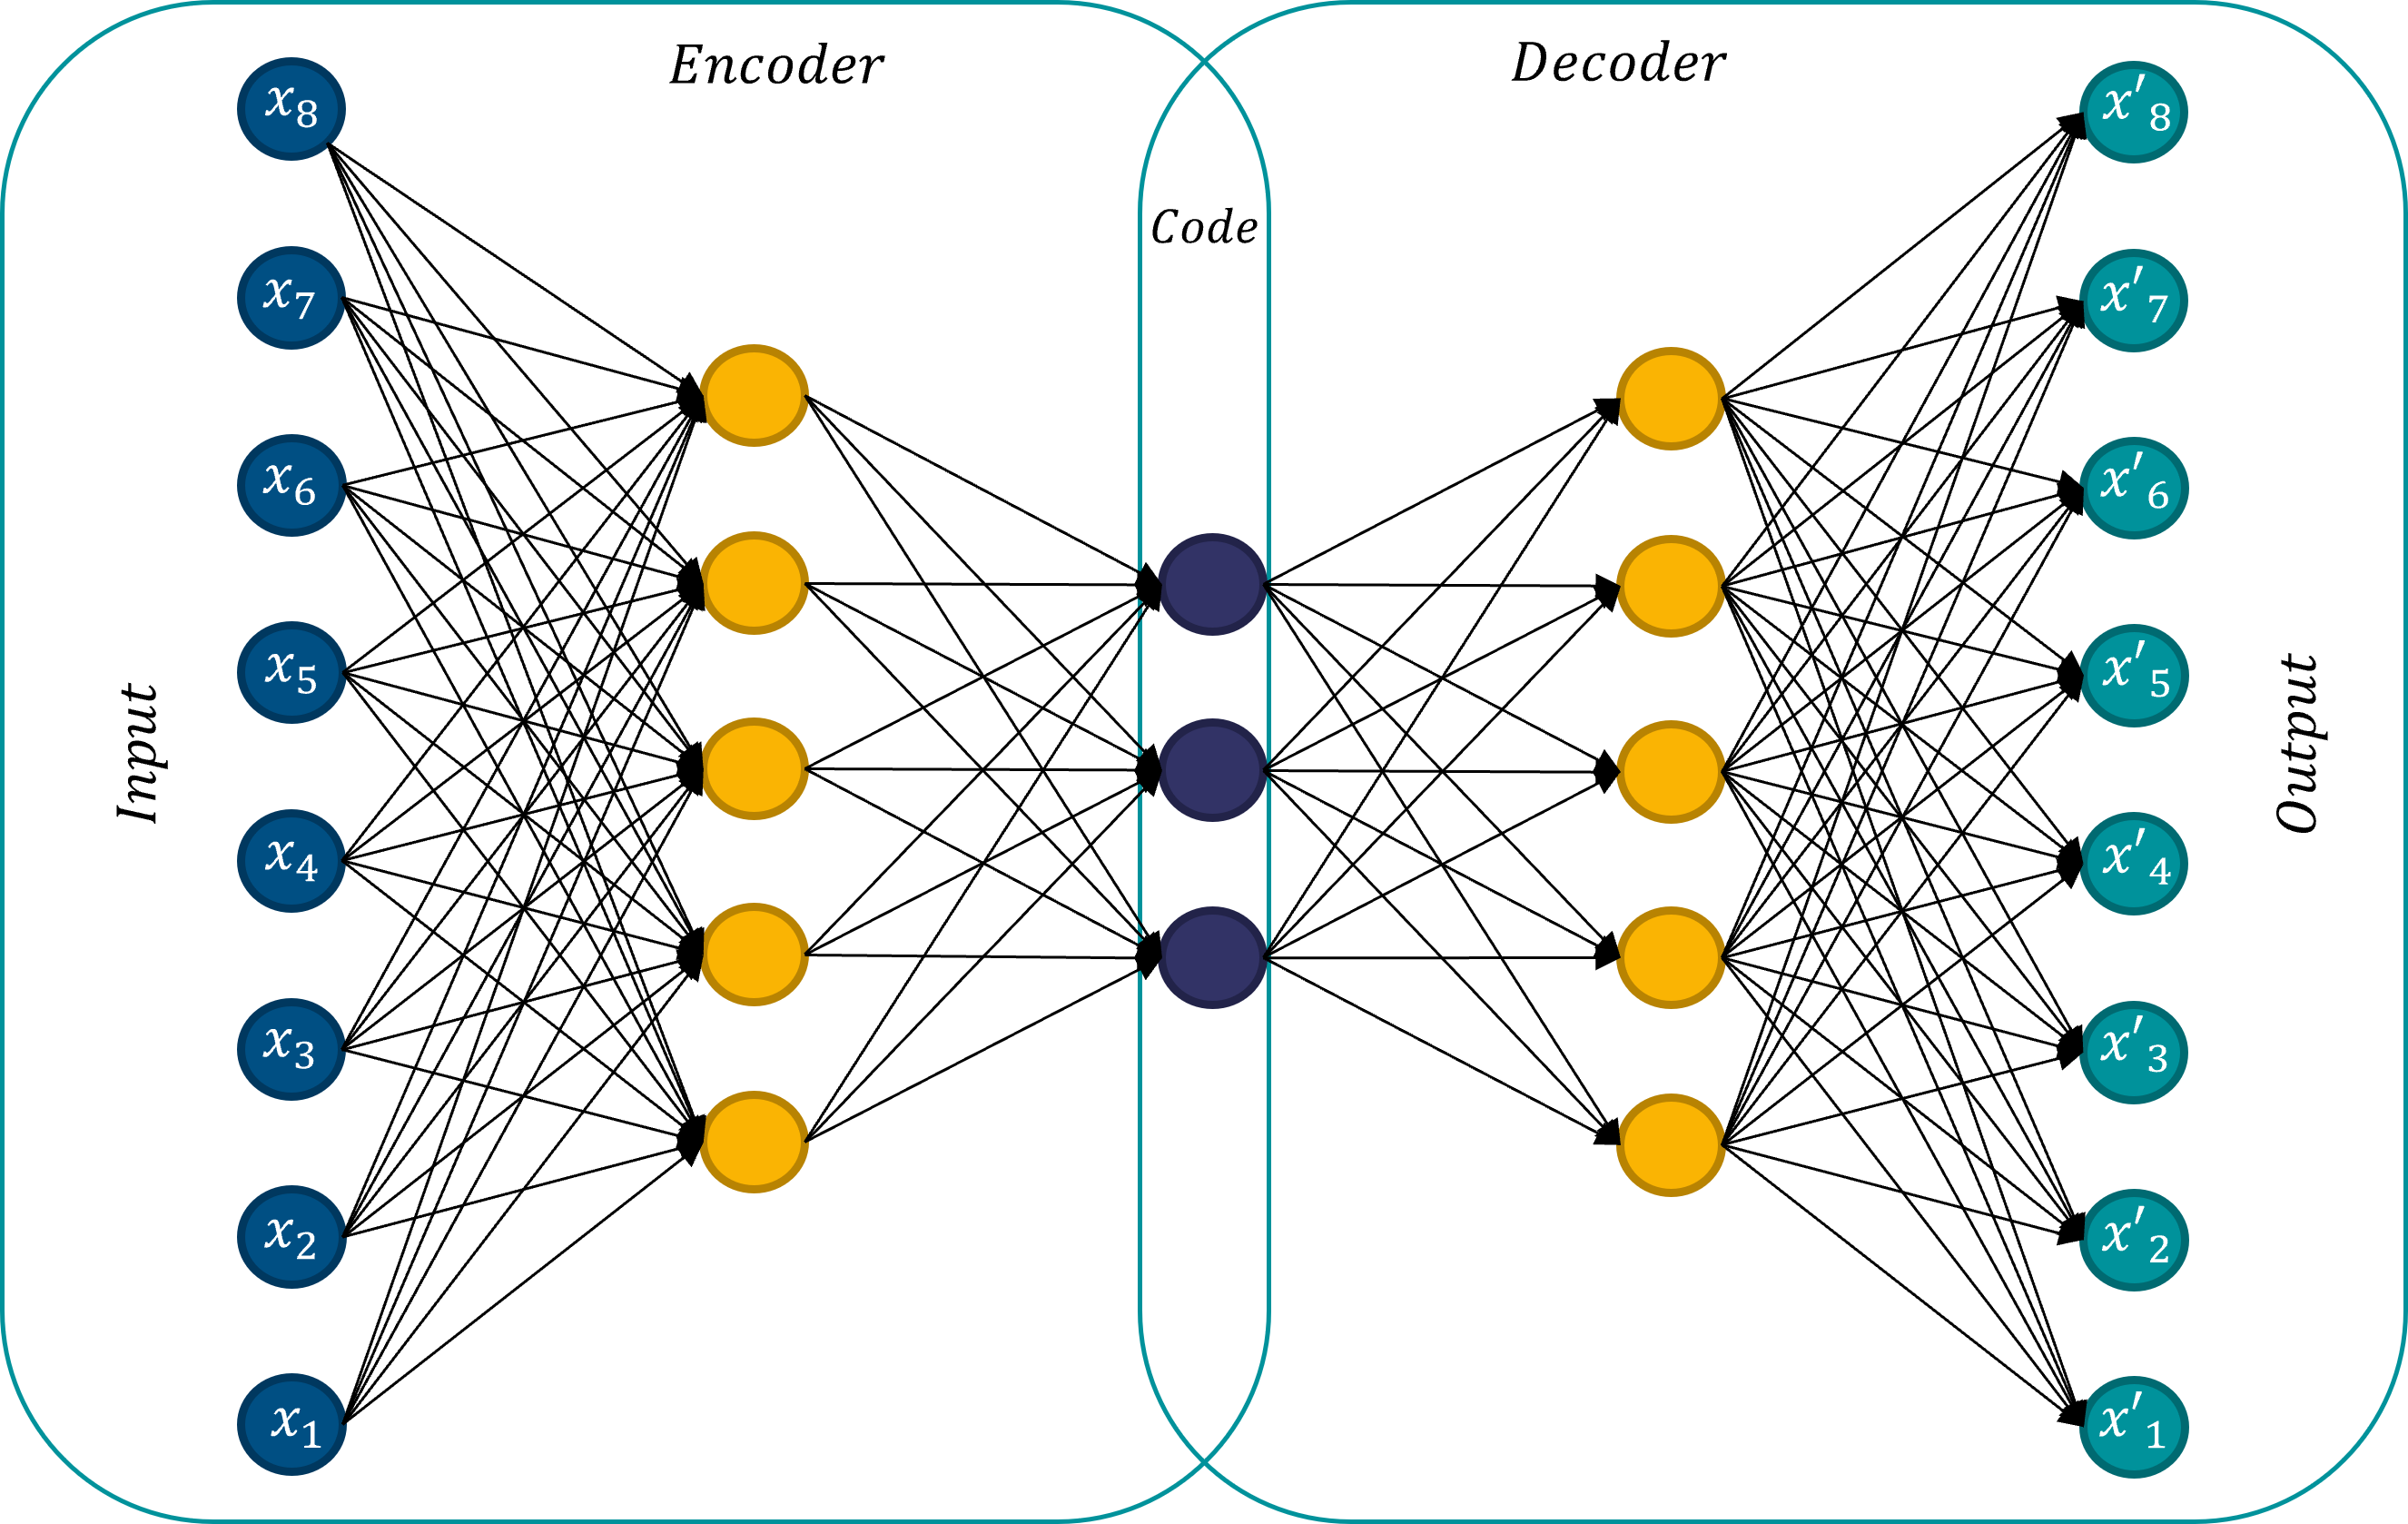 Encoder
Decoder
Code
Input
x₈
x₇
x₆
x₅
x₄
x₃
x₂
x₁
x′₈
x′₇
x′₆
x′₅
x′₄
x′₃
x′₂
x′₁
Output